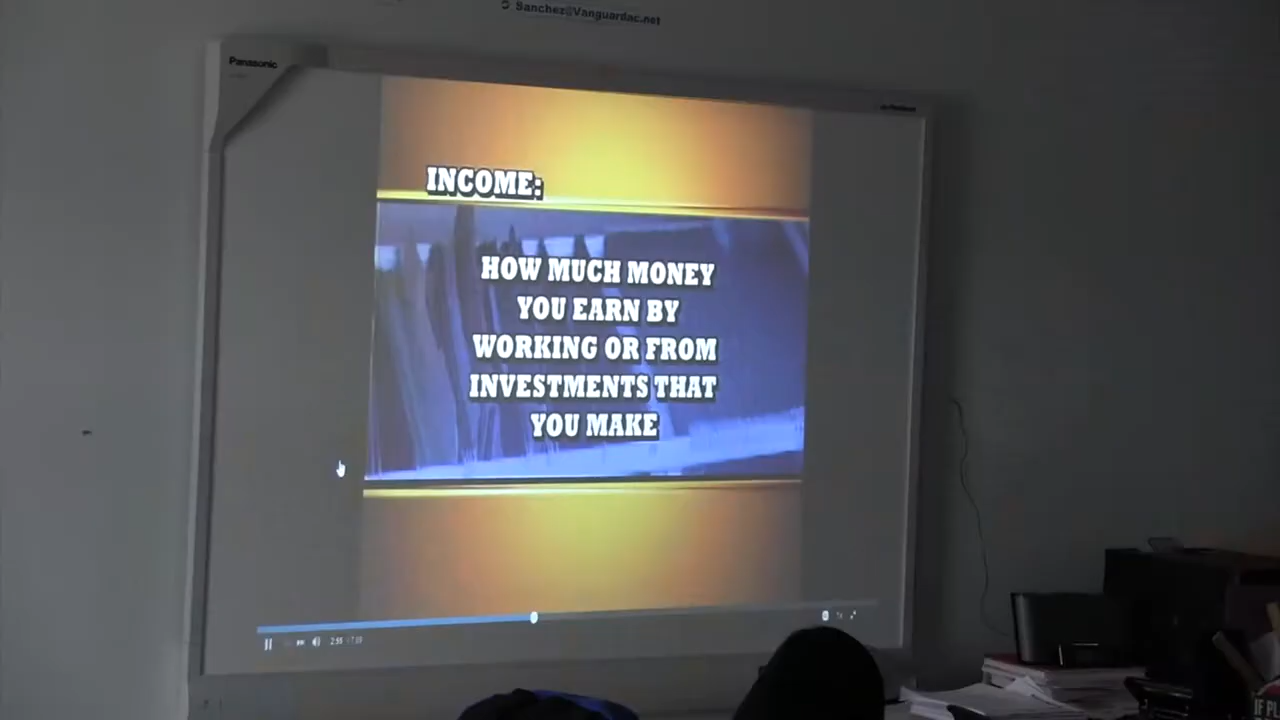 Sanchez@Vanguardac.net
Panasonic
INCOME:
HOW MUCH MONEY
YOU EARN BY
WORKING OR FROM
INVESTMENTS THAT
YOU MAKE